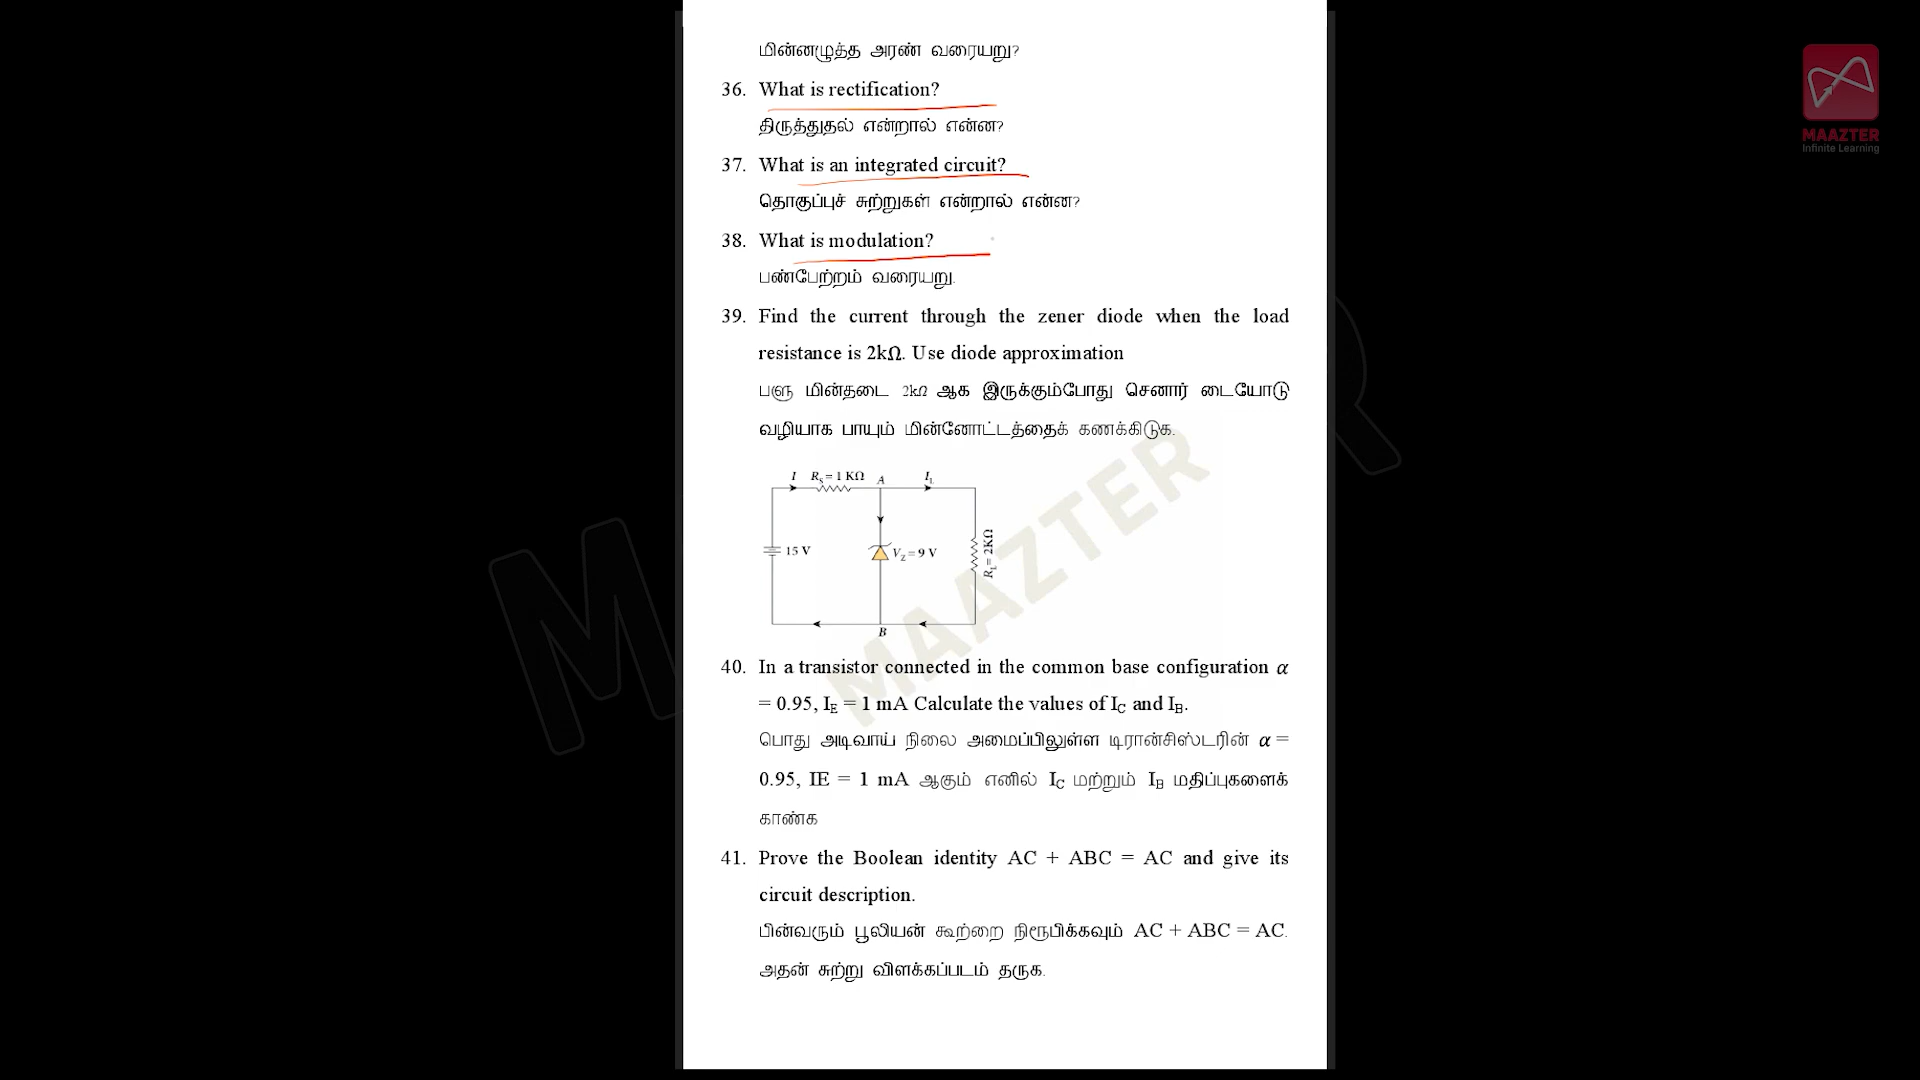 மின்னழுத்த அரண் வரையறு?
36. What is rectification?
திருத்துதல் என்றால் என்ன?
37. What is an integrated circuit?
தொகுப்புச் சுற்றுகள் என்றால் என்ன?
38. What is modulation?
பண்பேற்றம் வரையறு.
39. Find the current through the zener diode when the load
resistance is 2kΩ. Use diode approximation
பளு மின்தடை 2kΩ ஆக இருக்கும்போது செனார் டையோடு
வழியாக பாயும் மின்னோட்டத்தைக் கணக்கிடுக.
I RS = 1 KΩ A IL
15 V
VZ = 9 V
RL = 2KΩ
B
40. In a transistor connected in the common base configuration α
= 0.95, IE = 1 mA Calculate the values of IC and IB.
பொது அடிவாய் நிலை அமைப்பிலுள்ள டிரான்சிஸ்டரின் α =
0.95, IE = 1 mA ஆகும் எனில் IC மற்றும் IB மதிப்புகளைக்
காண்க
41. Prove the Boolean identity AC + ABC = AC and give its
circuit description.
பின்வரும் பூலியன் கூற்றை நிரூபிக்கவும் AC + ABC = AC.
அதன் சுற்று விளக்கப்படம் தருக.
MAAZTER
MAAZTER
Infinite Learning